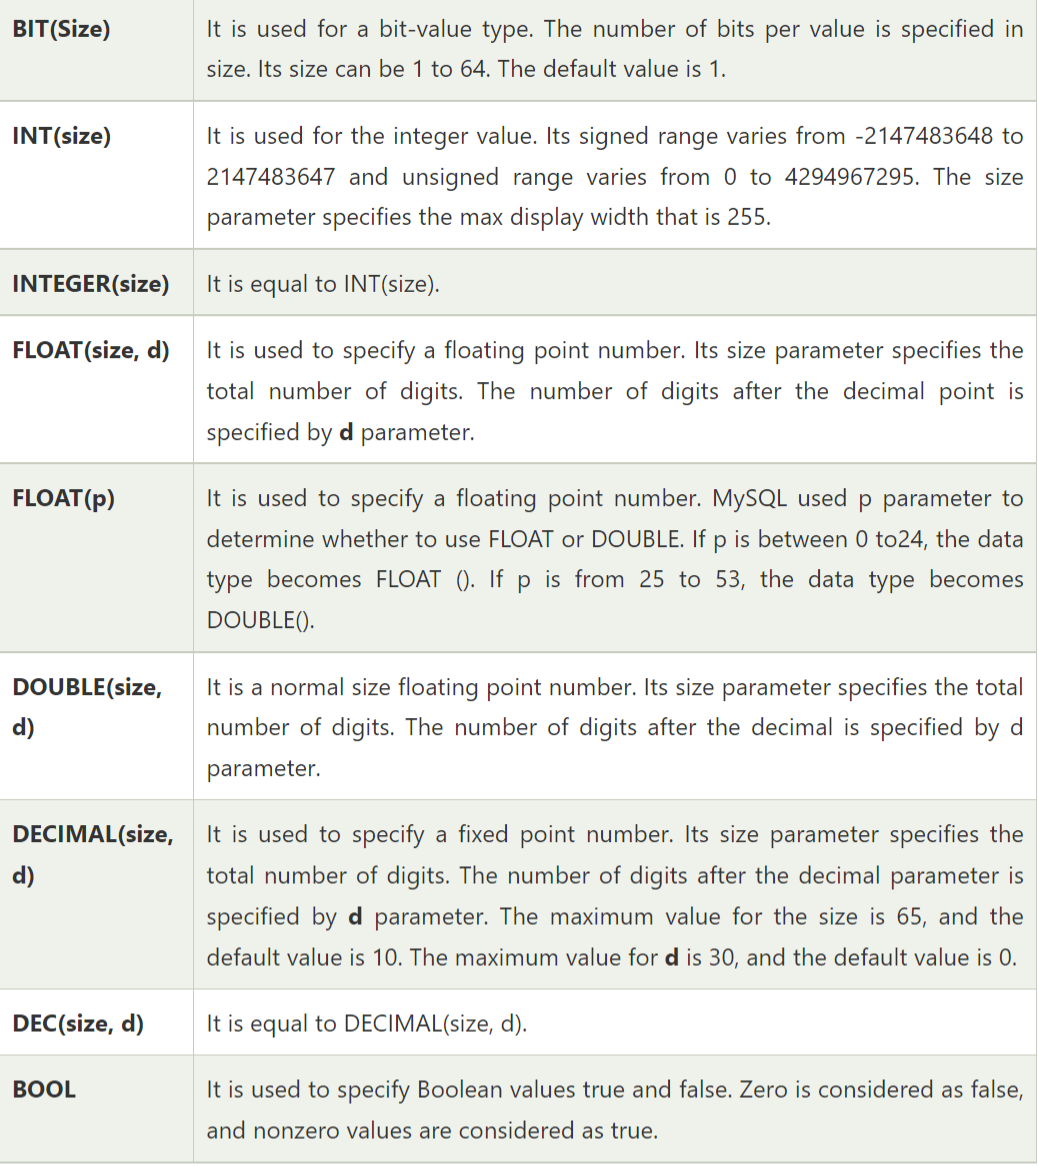 BIT(Size)
It is used for a bit-value type. The number of bits per value is specified in
size. Its size can be 1 to 64. The default value is 1.
INT(size)
It is used for the integer value. Its signed range varies from -2147483648 to
2147483647 and unsigned range varies from 0 to 4294967295. The size
parameter specifies the max display width that is 255.
INTEGER(size)
It is equal to INT(size).
FLOAT(size, d)
It is used to specify a floating point number. Its size parameter specifies the
total number of digits. The number of digits after the decimal point is
specified by d parameter.
FLOAT(p)
It is used to specify a floating point number. MySQL used p parameter to
determine whether to use FLOAT or DOUBLE. If p is between 0 to24, the data
type becomes FLOAT (). If p is from 25 to 53, the data type becomes
DOUBLE().
DOUBLE(size,
d)
It is a normal size floating point number. Its size parameter specifies the total
number of digits. The number of digits after the decimal is specified by d
parameter.
DECIMAL(size,
d)
It is used to specify a fixed point number. Its size parameter specifies the
total number of digits. The number of digits after the decimal parameter is
specified by d parameter. The maximum value for the size is 65, and the
default value is 10. The maximum value for d is 30, and the default value is 0.
DEC(size, d)
It is equal to DECIMAL(size, d).
BOOL
It is used to specify Boolean values true and false. Zero is considered as false,
and nonzero values are considered as true.